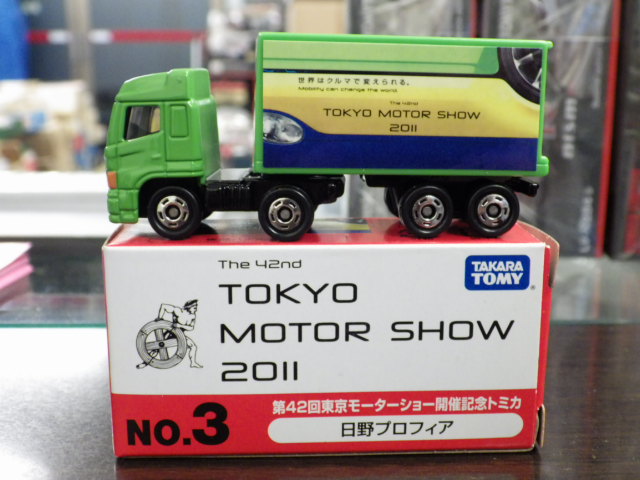 世界はクルマで変えられる。
Mobility can change the world.
The 42nd
TOKYO MOTOR SHOW
2011
The 42nd
TOKYO
MOTOR SHOW
2011
TAKARA
TOMY
®
第42回東京モーターショー開催記念トミカ
NO.3
日野プロフィア